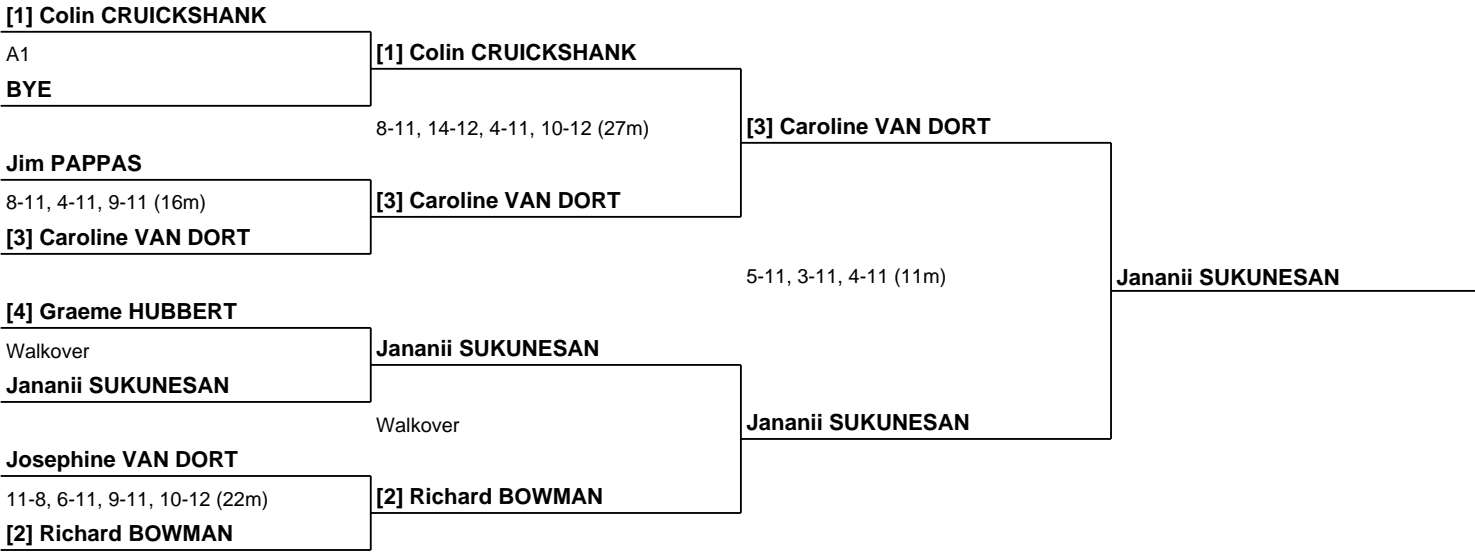 [1] Colin CRUICKSHANK
A1
BYE
Jim PAPPAS
8-11, 4-11, 9-11 (16m)
[3] Caroline VAN DORT
[4] Graeme HUBBERT
Walkover
Jananii SUKUNESAN
Josephine VAN DORT
11-8, 6-11, 9-11, 10-12 (22m)
[2] Richard BOWMAN
[1] Colin CRUICKSHANK
8-11, 14-12, 4-11, 10-12 (27m)
[3] Caroline VAN DORT
Jananii SUKUNESAN
Walkover
[2] Richard BOWMAN
[3] Caroline VAN DORT
5-11, 3-11, 4-11 (11m)
Jananii SUKUNESAN
Jananii SUKUNESAN